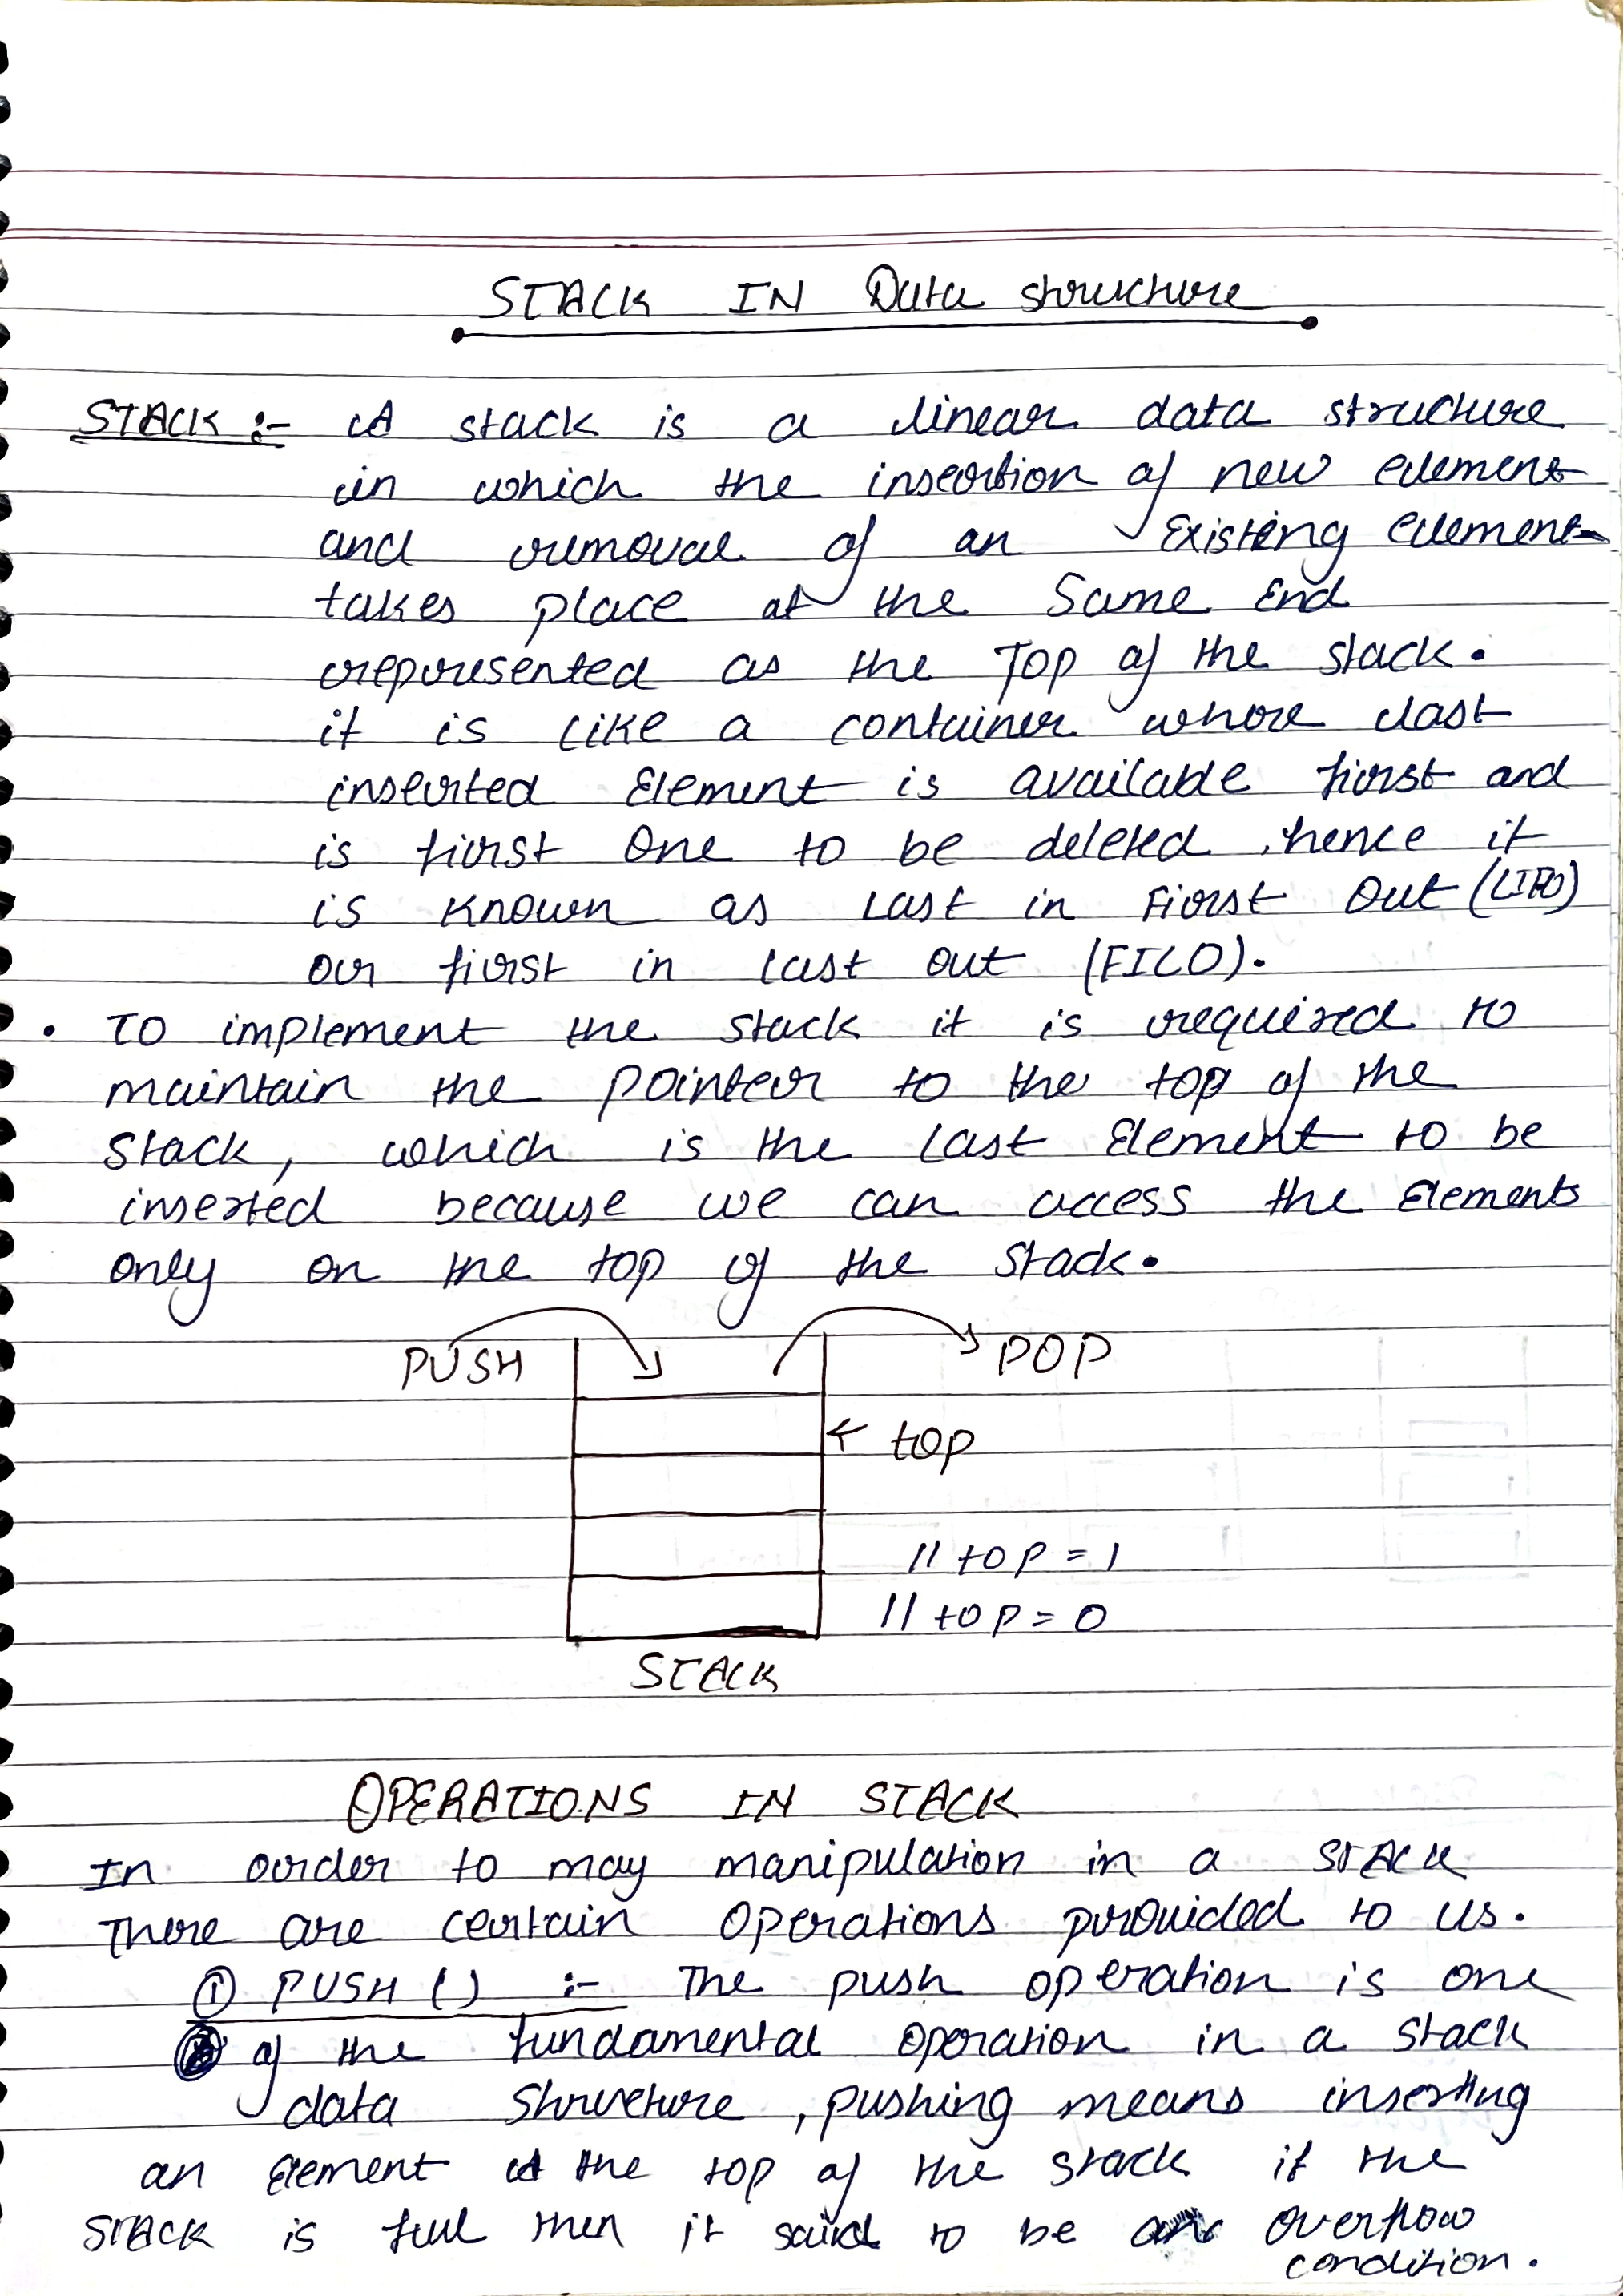 STACK IN Data structure
STACK :- A stack is a linear data structure
in which the insertion of new element
and removal of an Existing element
takes place at the Same End
represented as the Top of the stack.
it is like a container whose last
inserted Element is available first and
is first One to be deleted, hence it
is known as Last in First Out (LIFO)
or first in last out (FILO).
• To implement the stack it is required to
maintain the pointer to the top of the
Stack, which is the Last Element to be
inserted because we can access the Elements
only on the top of the Stack.
PUSH POP
← top
// top = 1
// top = 0
STACK
OPERATIONS IN STACK
In order to may manipulation in a STACK
There are certain Operations provided to us.
① PUSH () :- The push operation is one
of the fundamental operation in a stack
data Structure, pushing means inserting
an Element at the top of the stack if the
STACK is full then it said to be an overflow
condition.